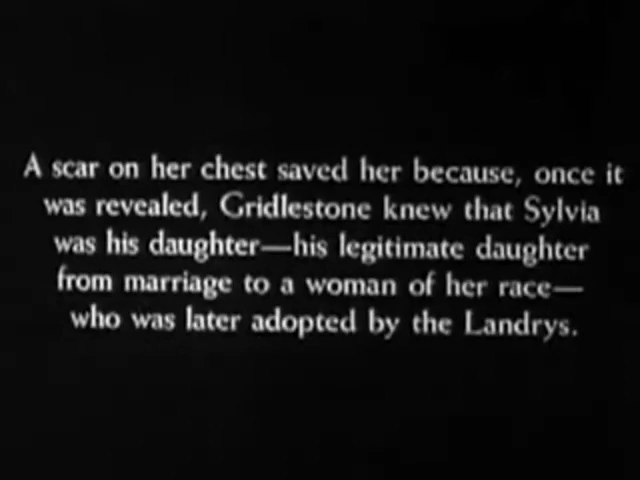 A scar on her chest saved her because, once it
was revealed, Gridlestone knew that Sylvia
was his daughter—his legitimate daughter
from marriage to a woman of her race—
who was later adopted by the Landrys.